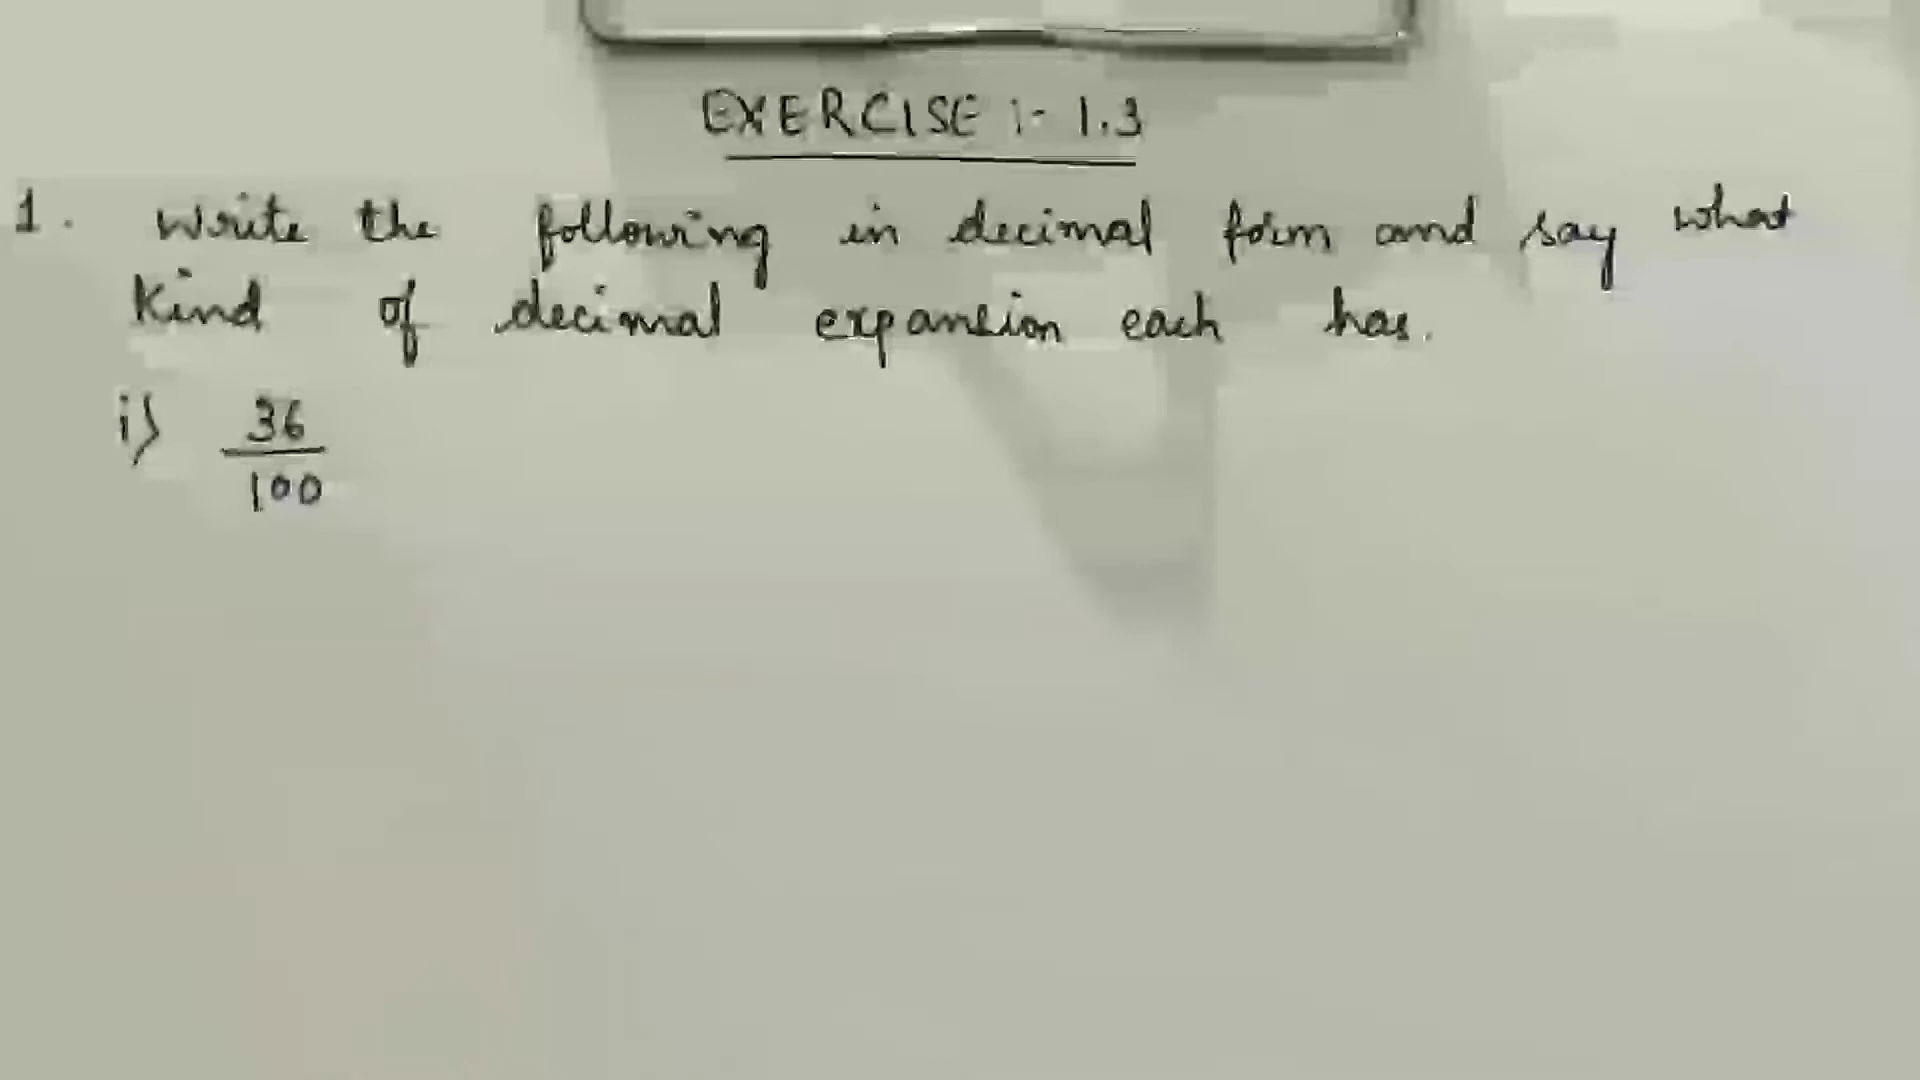 EXERCISE :- 1.3
1. Write the following in decimal form and say what
kind of decimal expansion each has.
i) 36
100